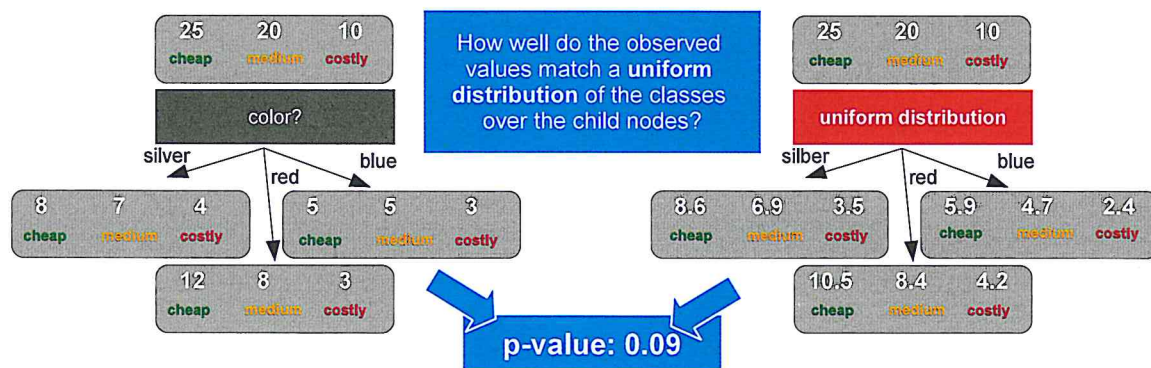 25 20 10
cheap medium costly
color?
silver
red
blue
8 7 4
cheap medium costly
5 5 3
cheap medium costly
12 8 3
cheap medium costly
How well do the observed
values match a uniform
distribution of the classes
over the child nodes?
25 20 10
cheap medium costly
uniform distribution
silber
red
blue
8.6 6.9 3.5
cheap medium costly
5.9 4.7 2.4
cheap medium costly
10.5 8.4 4.2
cheap medium costly
p-value: 0.09